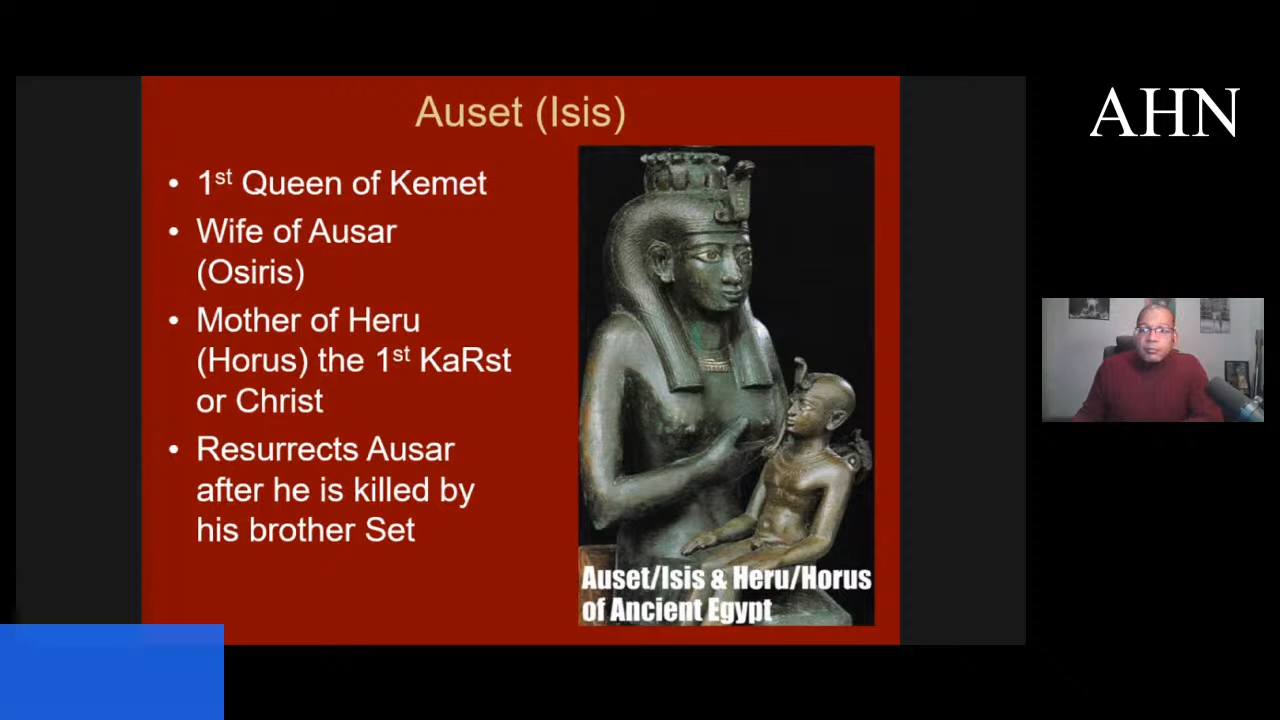 AHN
Auset (Isis)
• 1st Queen of Kemet
• Wife of Ausar
(Osiris)
• Mother of Heru
(Horus) the 1st KaRst
or Christ
• Resurrects Ausar
after he is killed by
his brother Set
Auset/Isis & Heru/Horus
of Ancient Egypt